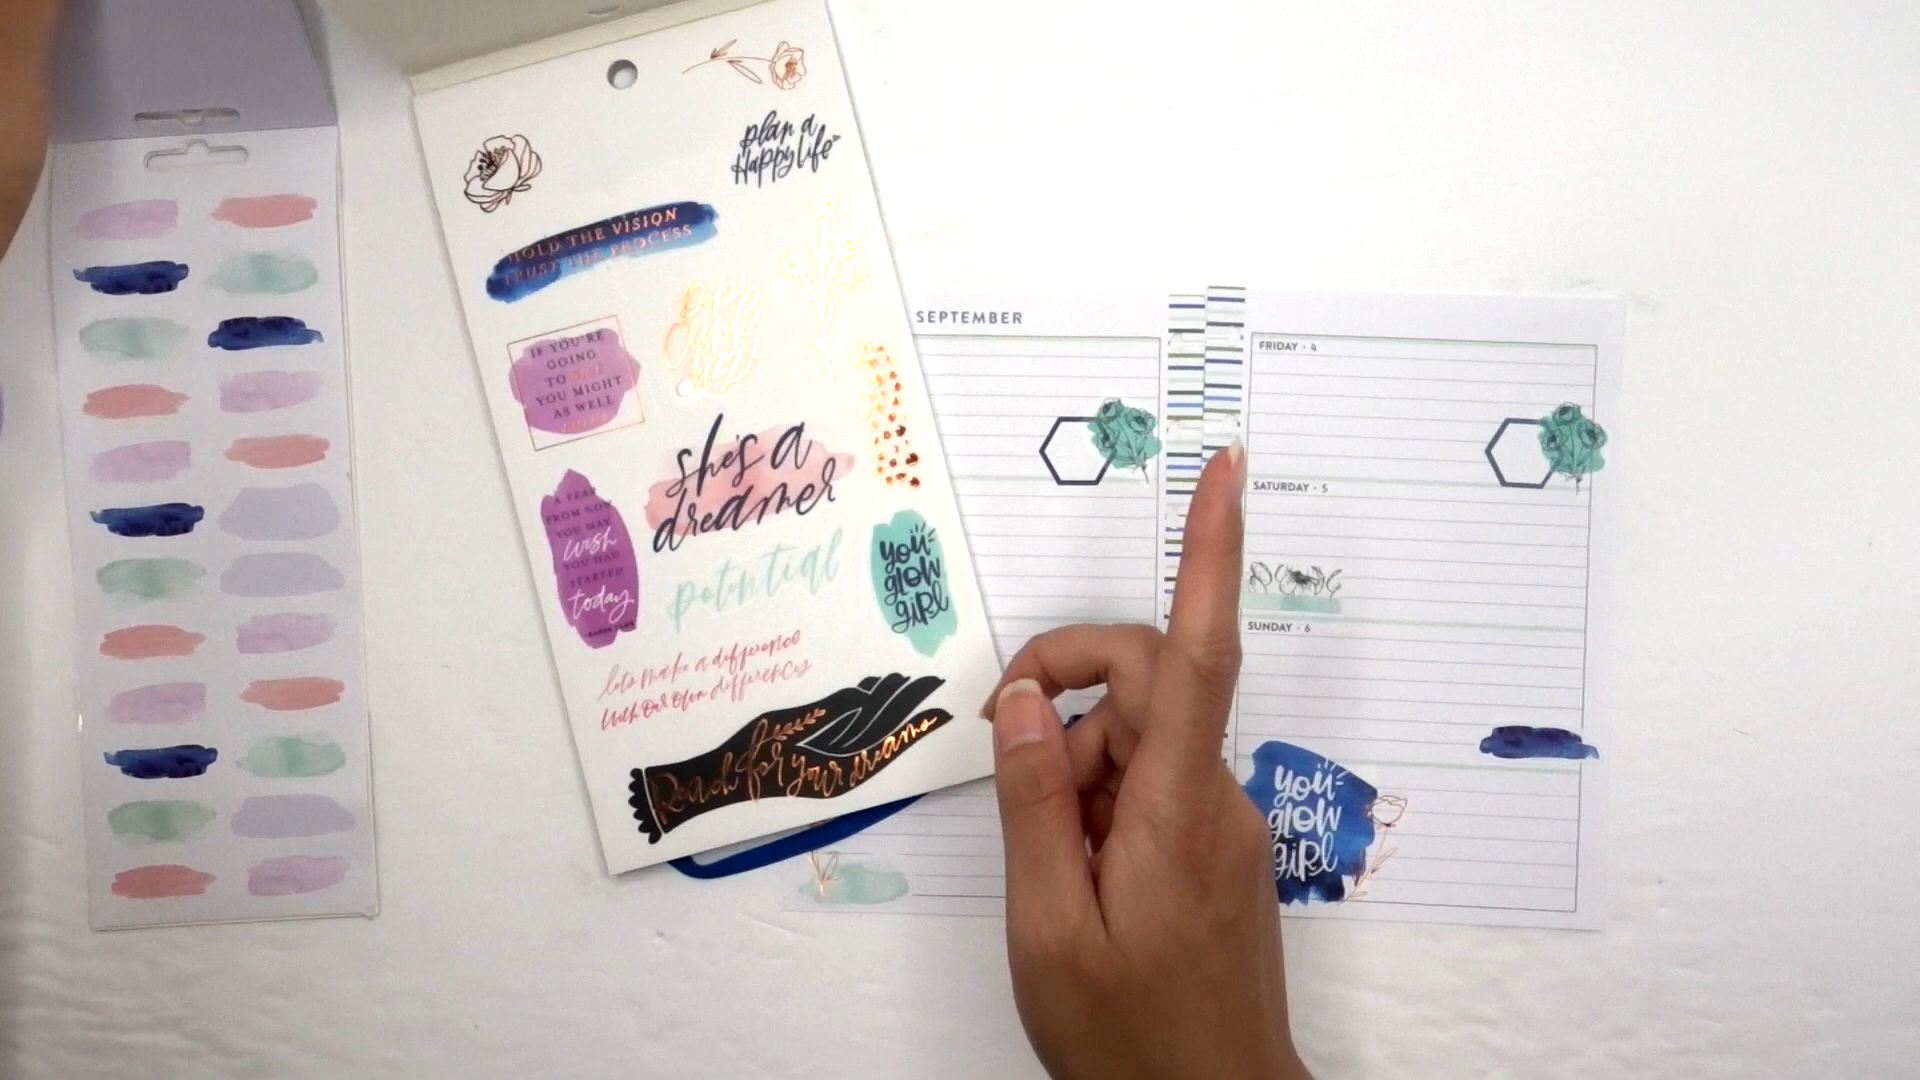 plan a
Happy life
HOLD THE VISION
TRUST THE PROCESS
IF YOU'RE
GOING
TO
YOU MIGHT
AS WELL
she's a
dreamer
A YEAR
FROM NOW
YOU MAY
wish
YOU HAD
STARTED
today
potential
you
glow
girl
let's make a difference
with our own differences
Reach for your dreams
SEPTEMBER
FRIDAY · 4
SATURDAY · 5
SUNDAY · 6
you
glow
girl